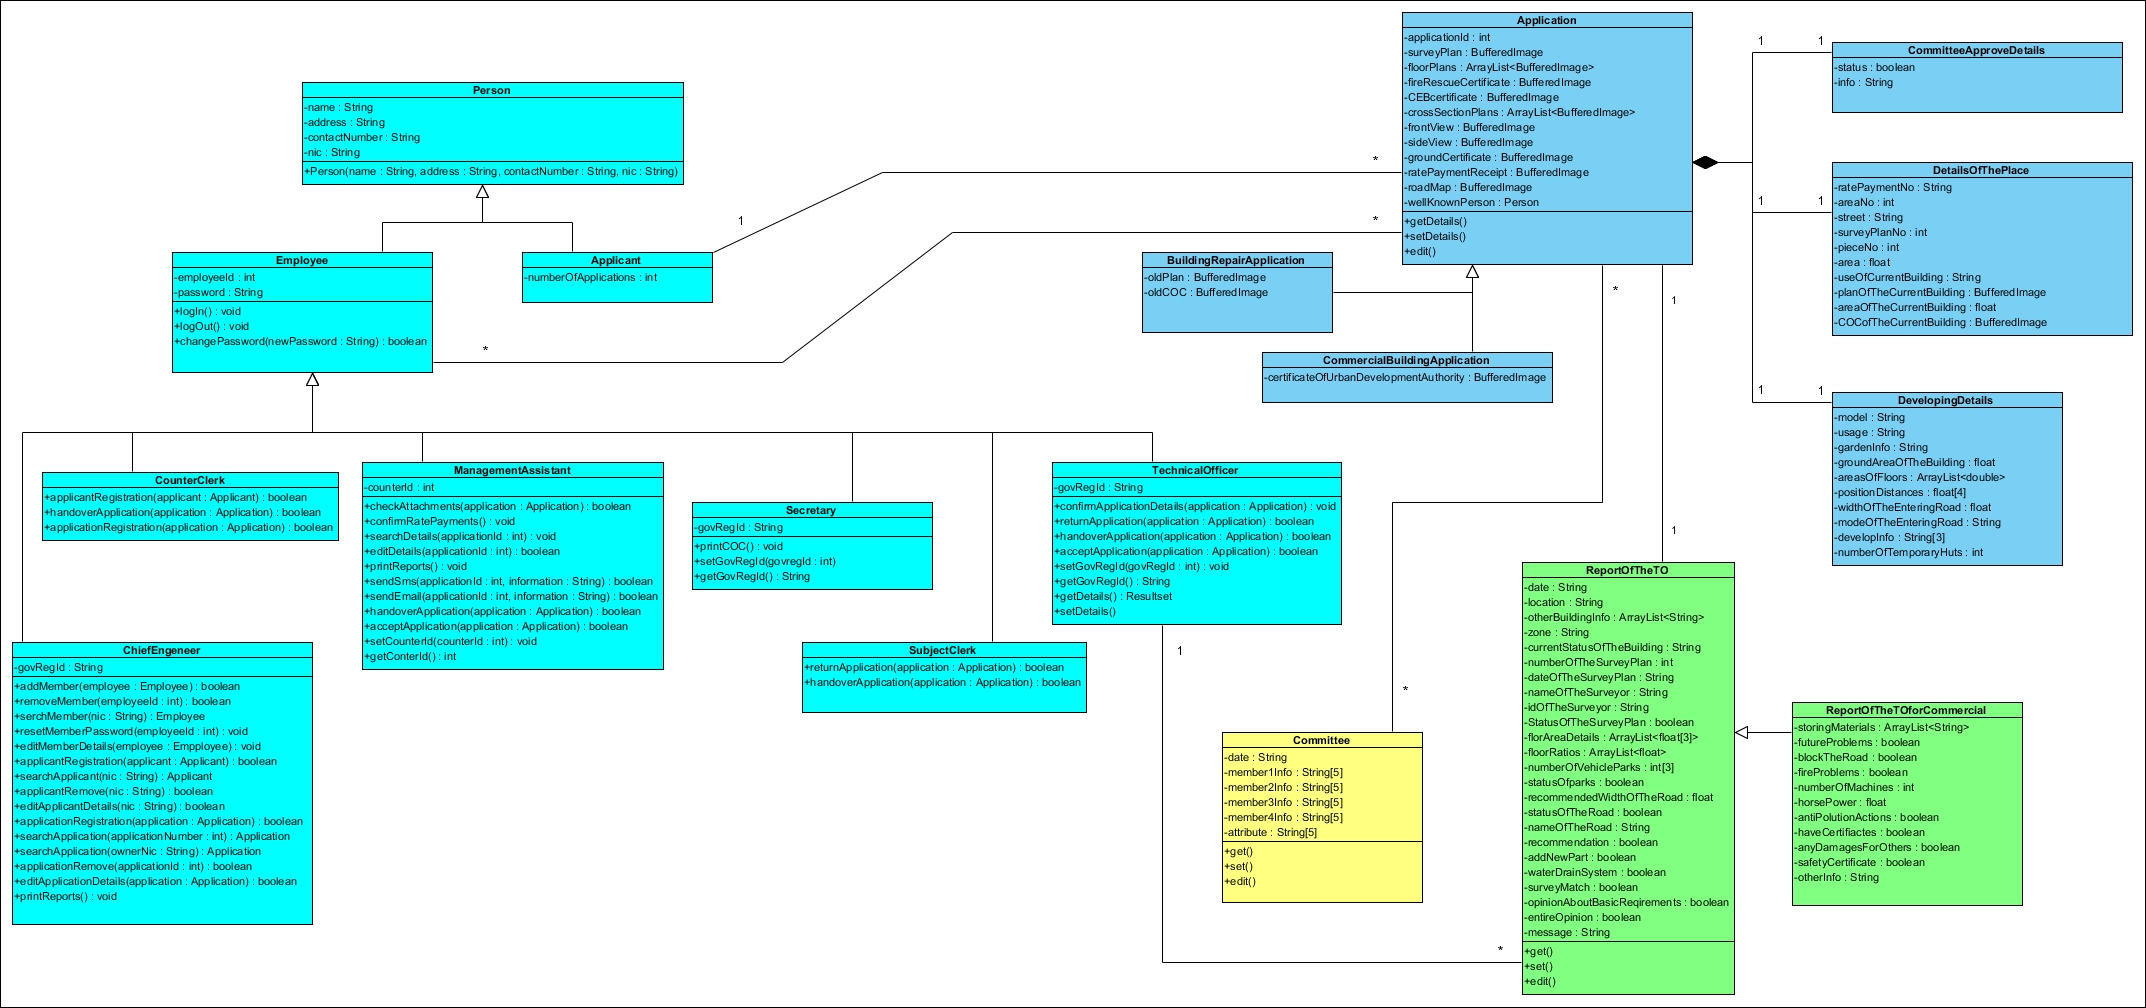 Person
-name : String
-address : String
-contactNumber : String
-nic : String
+Person(name : String, address : String, contactNumber : String, nic : String)
Employee
-employeeId : int
-password : String
+logIn() : void
+logOut() : void
+changePassword(newPassword : String) : boolean
Applicant
-numberOfApplications : int
1
*
*
*
Application
-applicationId : int
-surveyPlan : BufferedImage
-floorPlans : ArrayList<BufferedImage>
-fireRescueCertificate : BufferedImage
-CEBcertificate : BufferedImage
-crossSectionPlans : ArrayList<BufferedImage>
-frontView : BufferedImage
-sideView : BufferedImage
-groundCertificate : BufferedImage
-ratePaymentReceipt : BufferedImage
-roadMap : BufferedImage
-wellKnownPerson : Person
+getDetails()
+setDetails()
+edit()
1 1
CommitteeApproveDetails
-status : boolean
-info : String
1 1
DetailsOfThePlace
-ratePaymentNo : String
-areaNo : int
-street : String
-surveyPlanNo : int
-pieceNo : int
-area : float
-useOfCurrentBuilding : String
-planOfTheCurrentBuilding : BufferedImage
-areaOfTheCurrentBuilding : float
-COCofTheCurrentBuilding : BufferedImage
1 1
DevelopingDetails
-model : String
-usage : String
-gardenInfo : String
-groundAreaOfTheBuilding : float
-areasOfFloors : ArrayList<double>
-positionDistances : float[4]
-widthOfTheEnteringRoad : float
-modeOfTheEnteringRoad : String
-developInfo : String[3]
-numberOfTemporaryHuts : int
BuildingRepairApplication
-oldPlan : BufferedImage
-oldCOC : BufferedImage
CommercialBuildingApplication
-certificateOfUrbanDevelopmentAuthority : BufferedImage
*
1
1
CounterClerk
+applicantRegistration(applicant : Applicant) : boolean
+handoverApplication(application : Application) : boolean
+applicationRegistration(application : Application) : boolean
ManagementAssistant
-counterId : int
+checkAttachments(application : Application) : boolean
+confirmRatePayments() : void
+searchDetails(applicationId : int) : void
+editDetails(applicationId : int) : boolean
+printReports() : void
+sendSms(applicationId : int, information : String) : boolean
+sendEmail(applicationId : int, information : String) : boolean
+handoverApplication(application : Application) : boolean
+acceptApplication(application : Application) : boolean
+setCounterId(counterId : int) : void
+getConterId() : int
Secretary
-govRegId : String
+printCOC() : void
+setGovRegId(govregId : int)
+getGovRegId() : String
TechnicalOfficer
-govRegId : String
+confirmApplicationDetails(application : Application) : void
+returnApplication(application : Application) : boolean
+handoverApplication(application : Application) : boolean
+acceptApplication(application : Application) : boolean
+setGovRegId(govRegId : int) : void
+getGovRegId() : String
+getDetails() : Resultset
+setDetails()
1
*
ChiefEngeneer
-govRegId : String
+addMember(employee : Employee) : boolean
+removeMember(employeeId : int) : boolean
+serchMember(nic : String) : Employee
+resetMemberPassword(employeeId : int) : void
+editMemberDetails(employee : Empployee) : void
+applicantRegistration(applicant : Applicant) : boolean
+searchApplicant(nic : String) : Applicant
+applicantRemove(nic : String) : boolean
+editApplicantDetails(nic : String) : boolean
+applicationRegistration(application : Application) : boolean
+searchApplication(applicationNumber : int) : Application
+searchApplication(ownerNic : String) : Application
+applicationRemove(applicationId : int) : boolean
+editApplicationDetails(application : Application) : boolean
+printReports() : void
SubjectClerk
+returnApplication(application : Application) : boolean
+handoverApplication(application : Application) : boolean
*
Committee
-date : String
-member1Info : String[5]
-member2Info : String[5]
-member3Info : String[5]
-member4Info : String[5]
-attribute : String[5]
+get()
+set()
+edit()
ReportOfTheTO
-date : String
-location : String
-otherBuildingInfo : ArrayList<String>
-zone : String
-currentStatusOfTheBuilding : String
-numberOfTheSurveyPlan : int
-dateOfTheSurveyPlan : String
-nameOfTheSurveyor : String
-idOfTheSurveyor : String
-StatusOfTheSurveyPlan : boolean
-florAreaDetails : ArrayList<float[3]>
-floorRatios : ArrayList<float>
-numberOfVehicleParks : int[3]
-statusOfparks : boolean
-recommendedWidthOfTheRoad : float
-statusOfTheRoad : boolean
-nameOfTheRoad : String
-recommendation : boolean
-addNewPart : boolean
-waterDrainSystem : boolean
-surveyMatch : boolean
-opinionAboutBasicReqirements : boolean
-entireOpinion : boolean
-message : String
+get()
+set()
+edit()
ReportOfTheTOforCommercial
-storingMaterials : ArrayList<String>
-futureProblems : boolean
-blockTheRoad : boolean
-fireProblems : boolean
-numberOfMachines : int
-horsePower : float
-antiPolutionActions : boolean
-haveCertifiactes : boolean
-anyDamagesForOthers : boolean
-safetyCertificate : boolean
-otherInfo : String